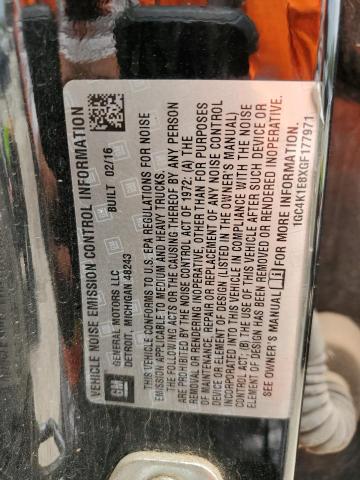 VEHICLE NOISE EMISSION CONTROL INFORMATION
GM
GENERAL MOTORS LLC
DETROIT, MICHIGAN 48243
BUILT 02/16
THIS VEHICLE CONFORMS TO U.S. EPA REGULATIONS FOR NOISE
EMISSION APPLICABLE TO MEDIUM AND HEAVY TRUCKS.
THE FOLLOWING ACTS OR THE CAUSING THEREOF BY ANY PERSON
ARE PROHIBITED BY THE NOISE CONTROL ACT OF 1972: (A) THE
REMOVAL OR RENDERING INOPERATIVE, OTHER THAN FOR PURPOSES
OF MAINTENANCE, REPAIR OR REPLACEMENT OF ANY NOISE CONTROL
DEVICE OR ELEMENT OF DESIGN (LISTED IN THE OWNER'S MANUAL)
INCORPORATED INTO THIS VEHICLE IN COMPLIANCE WITH THE NOISE
CONTROL ACT; (B) THE USE OF THIS VEHICLE AFTER SUCH DEVICE OR
ELEMENT OF DESIGN HAS BEEN REMOVED OR RENDERED INOPERATIVE.
SEE OWNER'S MANUAL FOR MORE INFORMATION.
1GC4K1E8XGF177971